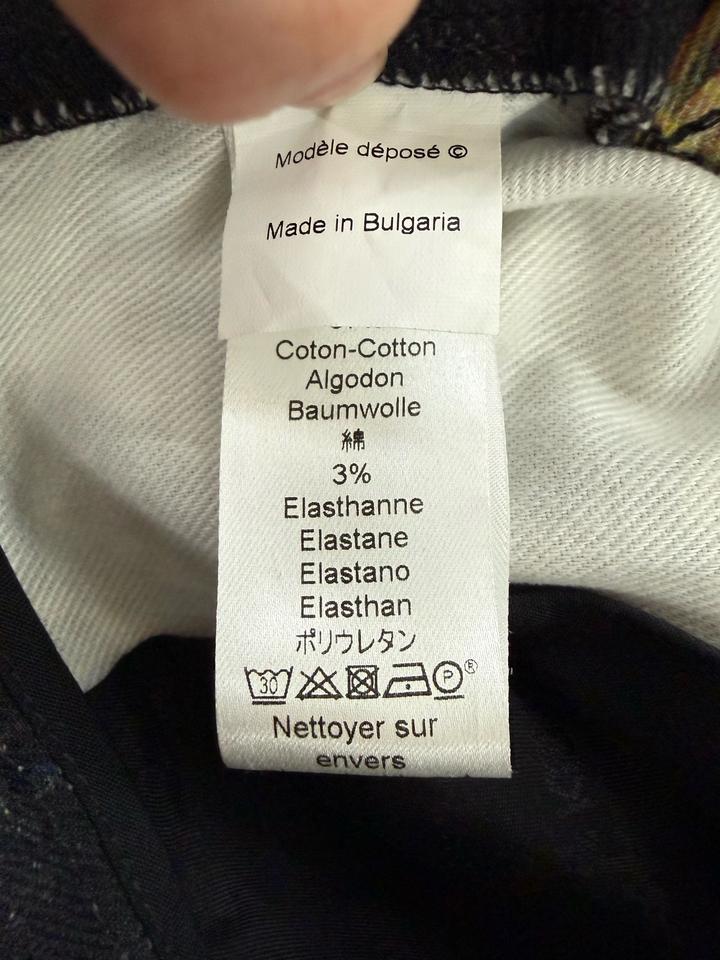 Modèle déposé ©
Made in Bulgaria
Coton-Cotton
Algodon
Baumwolle
綿
3%
Elasthanne
Elastane
Elastano
Elasthan
ポリウレタン
30
P
®
Nettoyer sur
envers